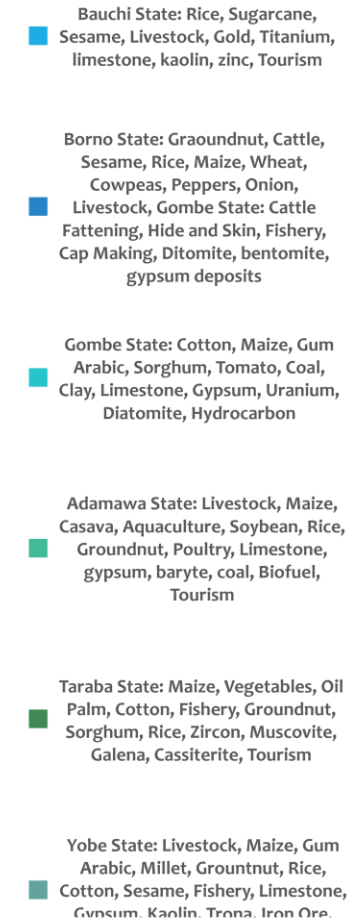 Bauchi State: Rice, Sugarcane,
Sesame, Livestock, Gold, Titanium,
limestone, kaolin, zinc, Tourism
Borno State: Graoundnut, Cattle,
Sesame, Rice, Maize, Wheat,
Cowpeas, Peppers, Onion,
Livestock, Gombe State: Cattle
Fattening, Hide and Skin, Fishery,
Cap Making, Ditomite, bentomite,
gypsum deposits
Gombe State: Cotton, Maize, Gum
Arabic, Sorghum, Tomato, Coal,
Clay, Limestone, Gypsum, Uranium,
Diatomite, Hydrocarbon
Adamawa State: Livestock, Maize,
Casava, Aquaculture, Soybean, Rice,
Groundnut, Poultry, Limestone,
gypsum, baryte, coal, Biofuel,
Tourism
Taraba State: Maize, Vegetables, Oil
Palm, Cotton, Fishery, Groundnut,
Sorghum, Rice, Zircon, Muscovite,
Galena, Cassiterite, Tourism
Yobe State: Livestock, Maize, Gum
Arabic, Millet, Grountnut, Rice,
Cotton, Sesame, Fishery, Limestone,
Gypsum, Kaolin, Trona, Iron Ore,